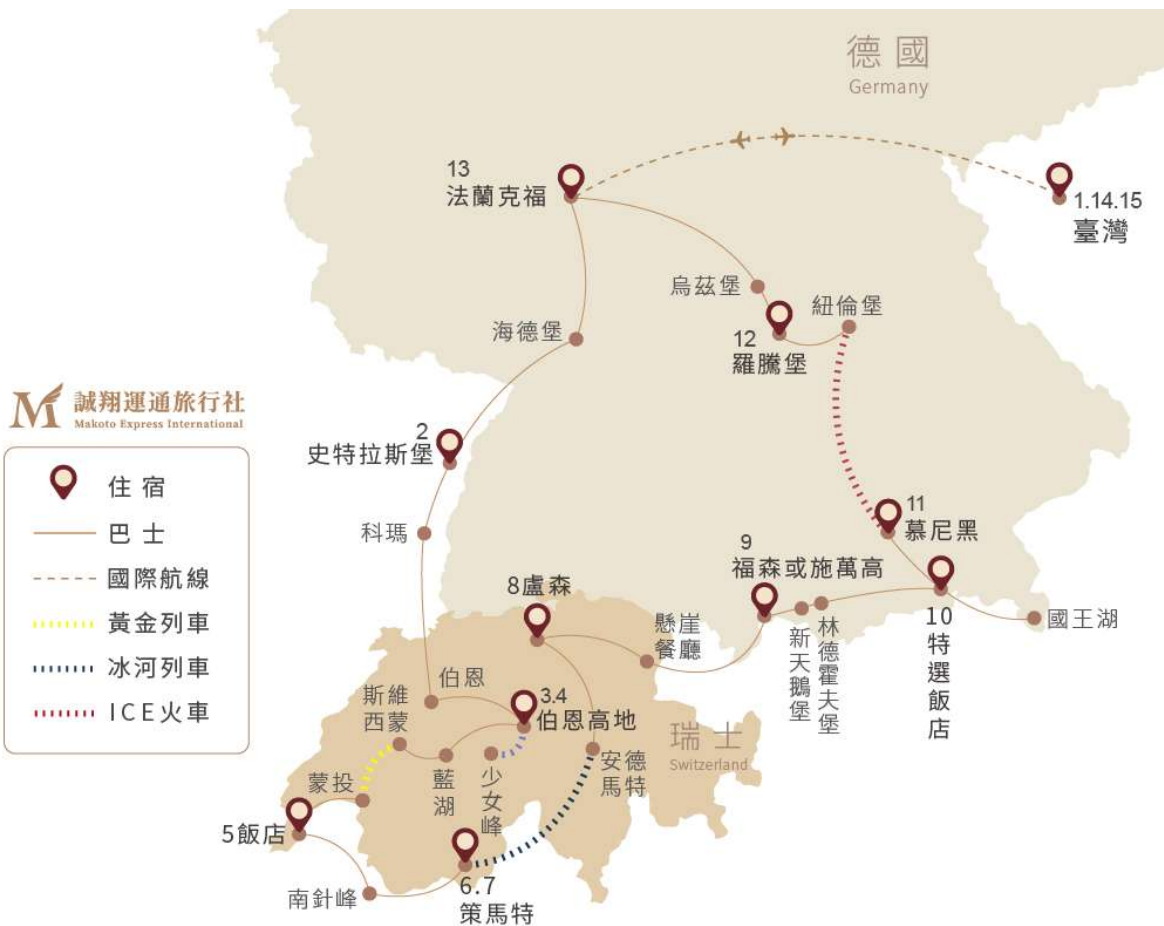 德國
Germany
13
法蘭克福
1.14.15
臺灣
烏茲堡
紐倫堡
海德堡
12
羅騰堡
誠翔運通旅行社
Makoto Express International
住宿
巴士
國際航線
黃金列車
冰河列車
ICE火車
2
史特拉斯堡
科瑪
11
慕尼黑
9
福森或施萬高
8盧森
懸崖
餐廳
新天鵝堡
林德霍夫堡
10
特選飯店
國王湖
伯恩
斯維
西蒙
3.4
伯恩高地
瑞士
Switzerland
蒙投
藍湖
少女峰
安德
馬特
5飯店
南針峰
6.7
策馬特